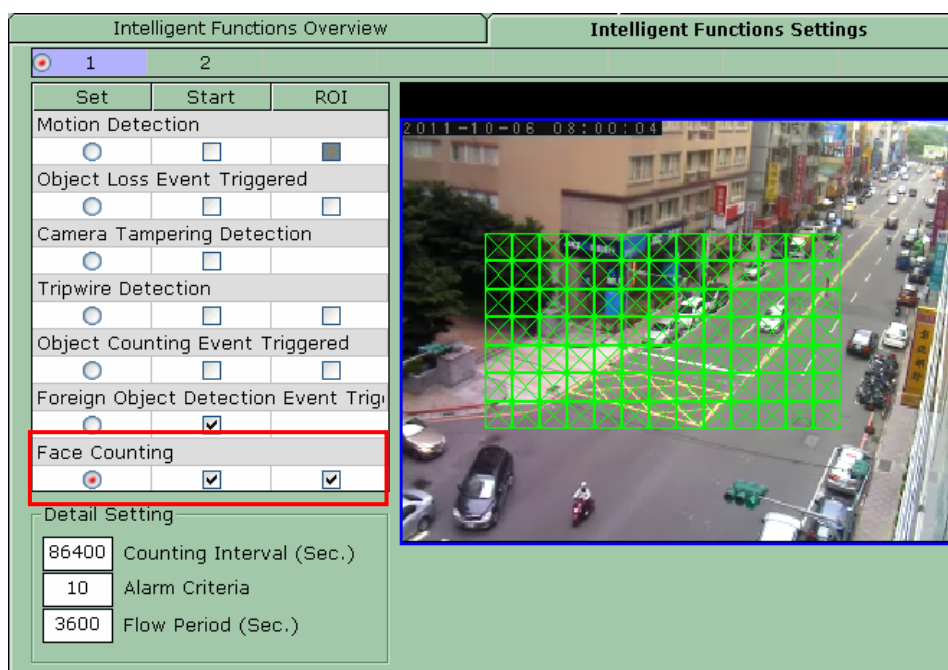 Intelligent Functions Overview
Intelligent Functions Settings
1 2
Set Start ROI
Motion Detection
2011-10-06 08:00:04
Object Loss Event Triggered
Camera Tampering Detection
Tripwire Detection
Object Counting Event Triggered
Foreign Object Detection Event Trig
Face Counting
Detail Setting
86400 Counting Interval (Sec.)
10 Alarm Criteria
3600 Flow Period (Sec.)